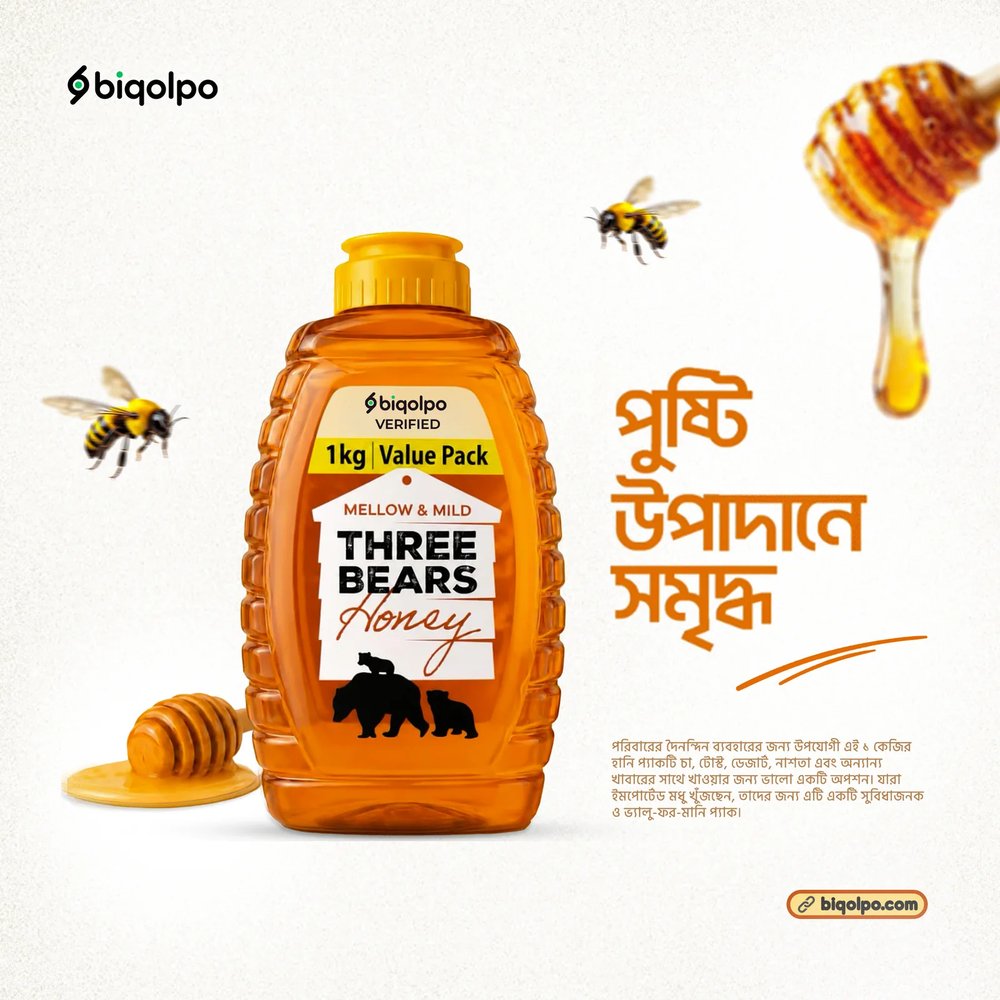 biqolpo
biqolpo
VERIFIED
1kg | Value Pack
MELLOW & MILD
THREE
BEARS
Honey
পুষ্টি
উপাদানে
সমৃদ্ধ
পরিবারের দৈনন্দিন ব্যবহারের জন্য উপযোগী এই ১ কেজির
হানি প্যাকটি চা, টোস্ট, ডেজার্ট, নাশতা এবং অন্যান্য
খাবারের সাথে খাওয়ার জন্য ভালো একটি অপশন। যারা
ইমপোর্টেড মধু খুঁজছেন, তাদের জন্য এটি একটি সুবিধাজনক
ও ভ্যালু-ফর-মানি প্যাক।
biqolpo.com